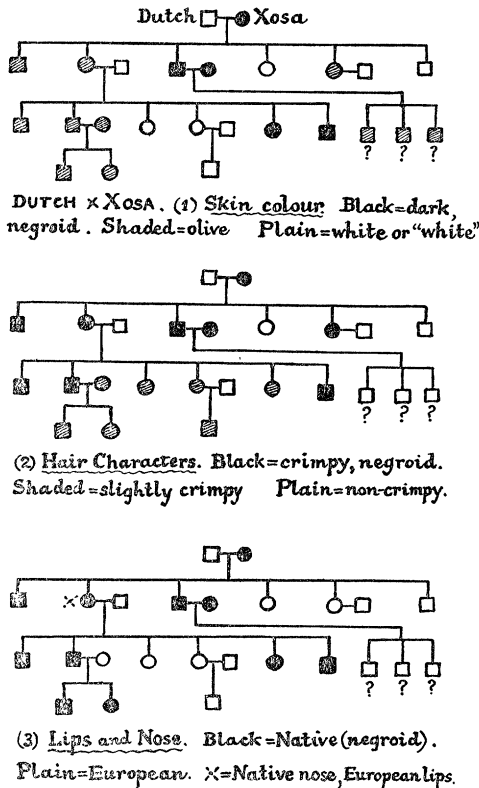 Dutch Xosa
? ? ?
DUTCH x XOSA. (1) Skin colour. Black=dark,
negroid. Shaded=olive Plain=white or "white"
? ? ?
(2) Hair Characters. Black=crimpy, negroid.
Shaded=slightly crimpy Plain=non-crimpy.
x
? ? ?
(3) Lips and Nose. Black=Native (negroid).
Plain=European. X=Native nose, European lips.